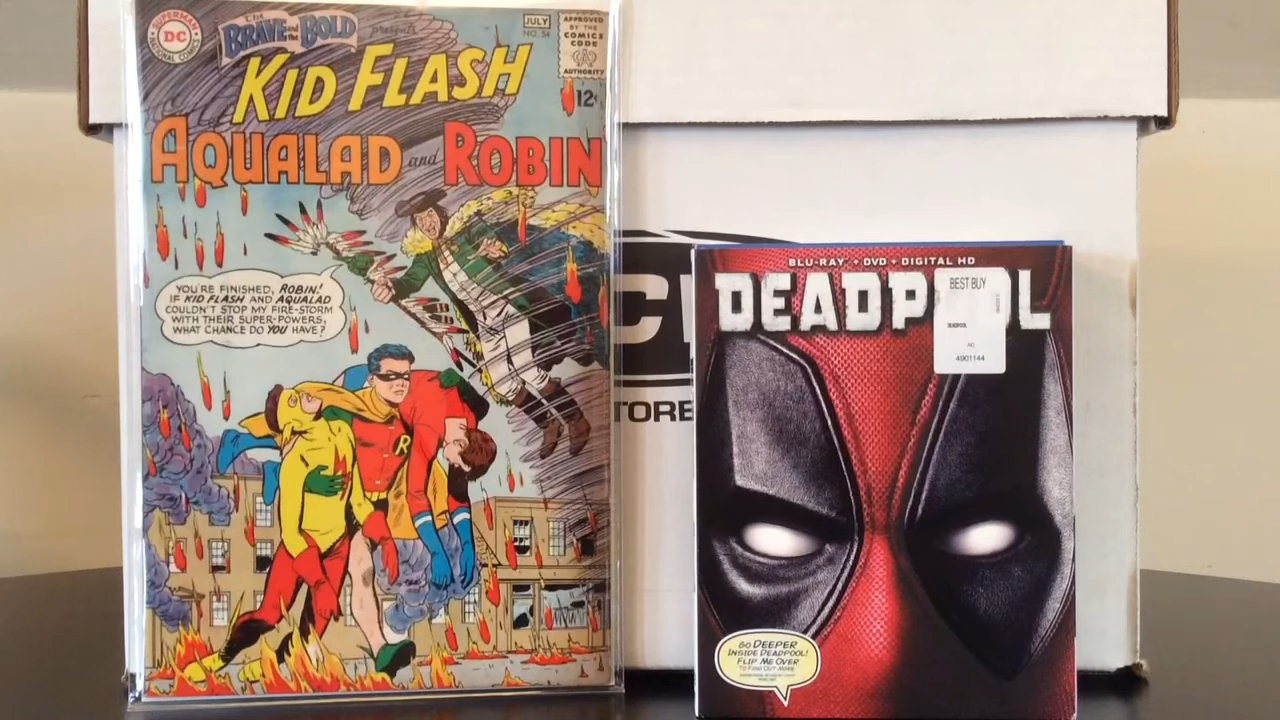 SUPERMAN
DC
NATIONAL COMICS
The
BRAVE and the BOLD
presents
JULY
NO. 54
APPROVED
BY THE
COMICS
CODE
AUTHORITY
12¢
KID FLASH
AQUALAD and ROBIN
YOU'RE FINISHED, ROBIN!
IF KID FLASH AND AQUALAD
COULDN'T STOP MY FIRE-STORM
WITH THEIR SUPER-POWERS,
WHAT CHANCE DO YOU HAVE?
R
C
TORE
BLU-RAY + DVD + DIGITAL HD
DEADPOOL
BEST BUY
DEADPOOL
AC
4901144
GO DEEPER
INSIDE DEADPOOL!
FLIP ME OVER
TO FIND OUT MORE